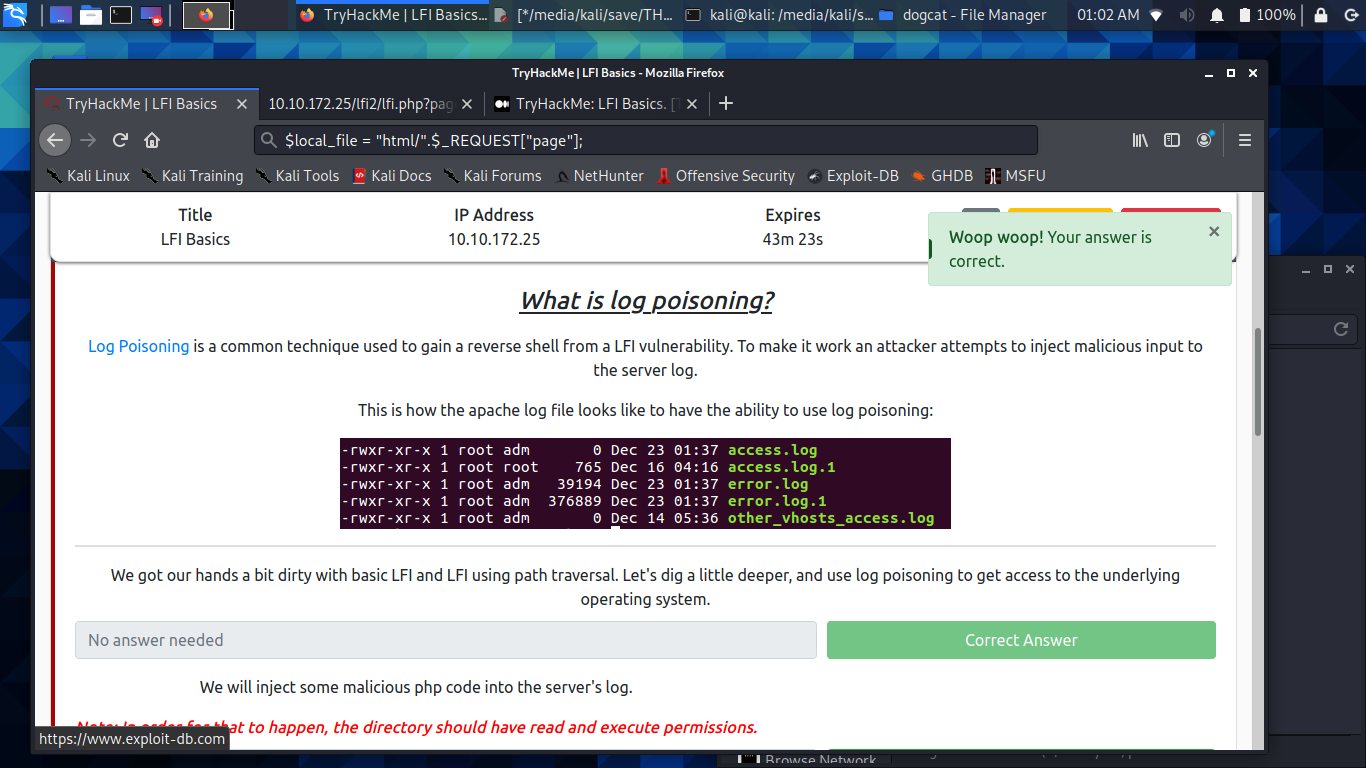 TryHackMe | LFI Basics...
[*/media/kali/save/TH...
kali@kali: /media/kali/s...
dogcat - File Manager
01:02 AM
100%
TryHackMe | LFI Basics - Mozilla Firefox
TryHackMe | LFI Basics
10.10.172.25/lfi2/lfi.php?pag
TryHackMe: LFI Basics. [T
$local_file = "html/".$_REQUEST["page"];
Kali Linux
Kali Training
Kali Tools
Kali Docs
Kali Forums
NetHunter
Offensive Security
Exploit-DB
GHDB
MSFU
Title
IP Address
Expires
LFI Basics
10.10.172.25
43m 23s
Woop woop! Your answer is
correct.
What is log poisoning?
Log Poisoning is a common technique used to gain a reverse shell from a LFI vulnerability. To make it work an attacker attempts to inject malicious input to
the server log.
This is how the apache log file looks like to have the ability to use log poisoning:
-rwxr-xr-x 1 root adm 0 Dec 23 01:37 access.log
-rwxr-xr-x 1 root root 765 Dec 16 04:16 access.log.1
-rwxr-xr-x 1 root adm 39194 Dec 23 01:37 error.log
-rwxr-xr-x 1 root adm 376889 Dec 23 01:37 error.log.1
-rwxr-xr-x 1 root adm 0 Dec 14 05:36 other_vhosts_access.log
We got our hands a bit dirty with basic LFI and LFI using path traversal. Let's dig a little deeper, and use log poisoning to get access to the underlying
operating system.
No answer needed
Correct Answer
We will inject some malicious php code into the server's log.
that to happen, the directory should have read and execute permissions.
https://www.exploit-db.com
Browse Network